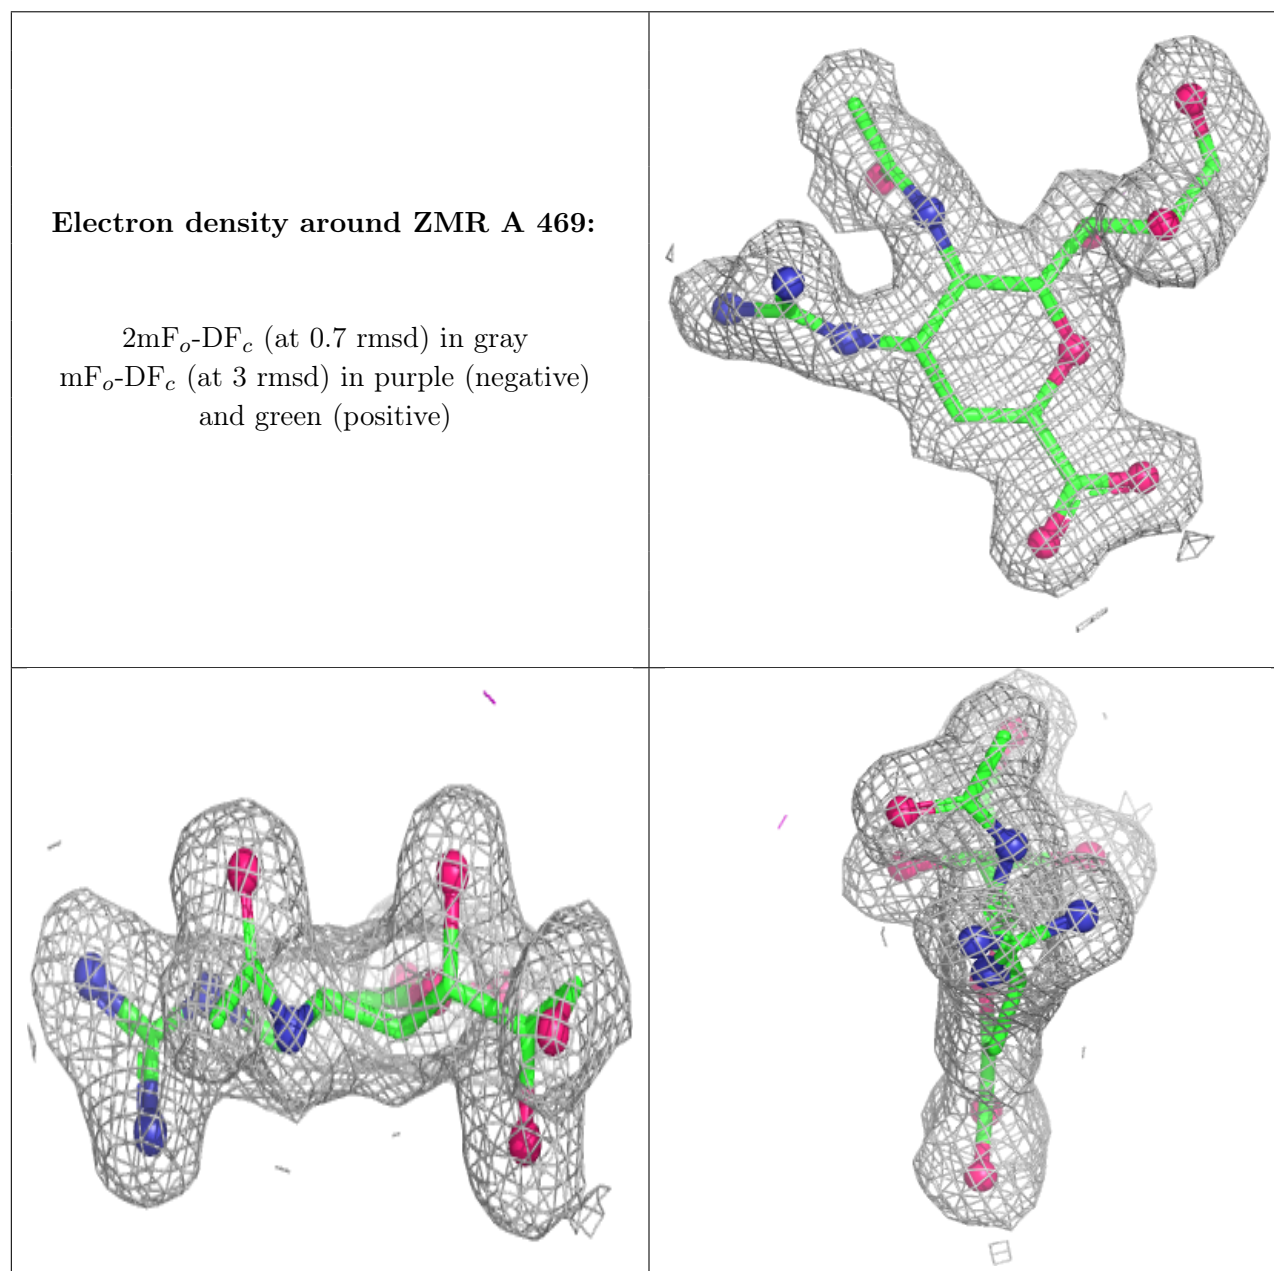 Electron density around ZMR A 469:
2mFo-DFc (at 0.7 rmsd) in gray
mFo-DFc (at 3 rmsd) in purple (negative)
and green (positive)